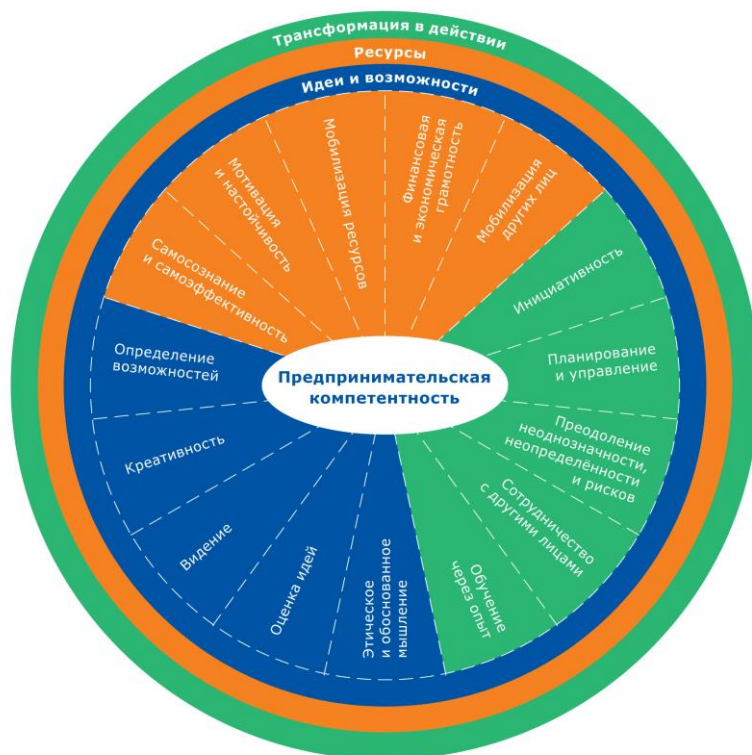 Трансформация в действии
Ресурсы
Идеи и возможности
Самосознание
и самоэффективность
Мотивация
и настойчивость
Мобилизация ресурсов
Финансовая
и экономическая
грамотность
Мобилизация
других лиц
Инициативность
Планирование
и управление
Преодоление
неоднозначности,
неопределённости
и рисков
Сотрудничество
с другими лицами
Обучение
через опыт
Этическое
и обоснованное
мышление
Оценка идей
Видение
Креативность
Определение
возможностей
Предпринимательская
компетентность